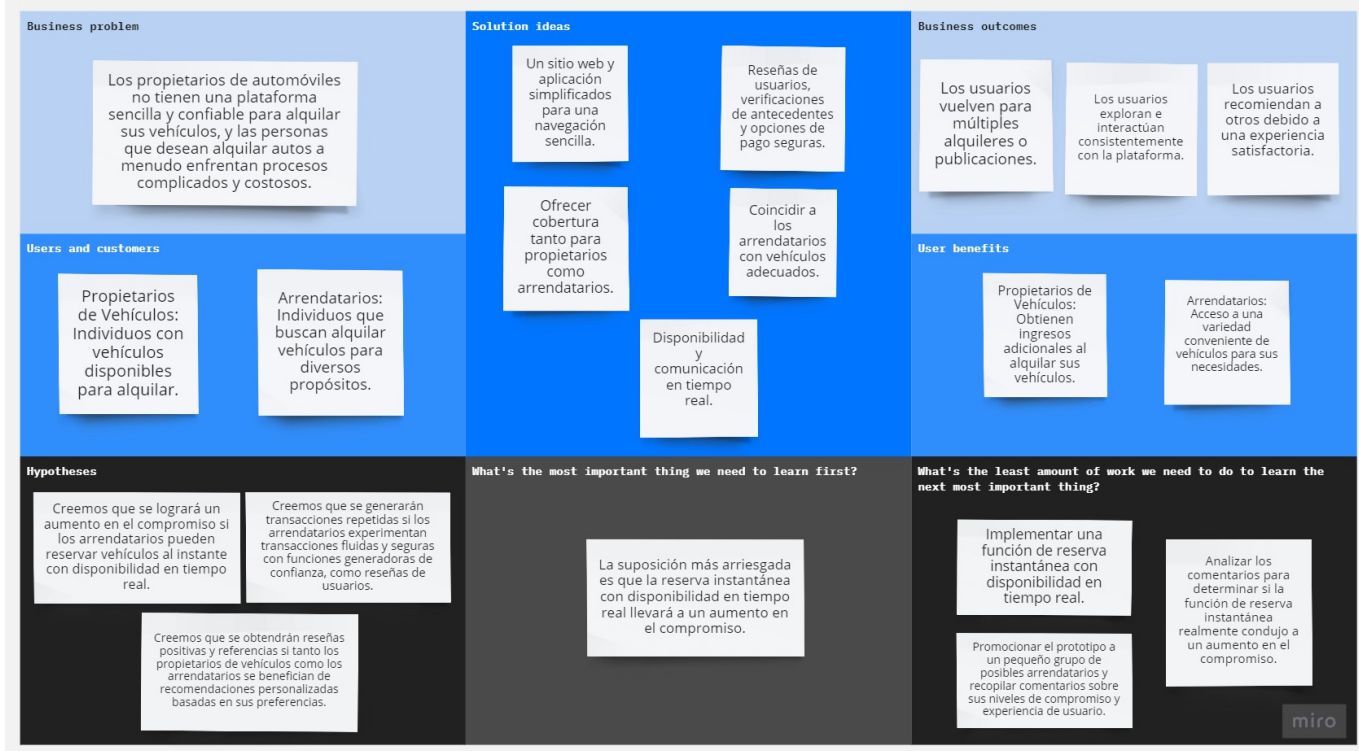 Business problem
Los propietarios de automóviles
no tienen una plataforma
sencilla y confiable para alquilar
sus vehículos, y las personas
que desean alquilar autos a
menudo enfrentan procesos
complicados y costosos.
Solution ideas
Un sitio web y
aplicación
simplificados
para una
navegación
sencilla.
Reseñas de
usuarios,
verificaciones
de antecedentes
y opciones de
pago seguras.
Ofrecer
cobertura
tanto para
propietarios
como
arrendatarios.
Coincidir a
los
arrendatarios
con vehículos
adecuados.
Disponibilidad
y
comunicación
en tiempo
real.
Business outcomes
Los usuarios
vuelven para
múltiples
alquileres o
publicaciones.
Los usuarios
exploran e
interactúan
consistentemente
con la plataforma.
Los usuarios
recomiendan a
otros debido a
una experiencia
satisfactoria.
Users and customers
Propietarios
de Vehículos:
Individuos con
vehículos
disponibles
para alquilar.
Arrendatarios:
Individuos que
buscan alquilar
vehículos para
diversos
propósitos.
User benefits
Propietarios de
Vehículos:
Obtienen
ingresos
adicionales al
alquilar sus
vehículos.
Arrendatarios:
Acceso a una
variedad
conveniente de
vehículos para sus
necesidades.
Hypotheses
Creemos que se logrará un
aumento en el compromiso si
los arrendatarios pueden
reservar vehículos al instante
con disponibilidad en tiempo
real.
Creemos que se generarán
transacciones repetidas si los
arrendatarios experimentan
transacciones fluidas y seguras
con funciones generadoras de
confianza, como reseñas de
usuarios.
Creemos que se obtendrán reseñas
positivas y referencias si tanto los
propietarios de vehículos como los
arrendatarios se benefician de
recomendaciones personalizadas
basadas en sus preferencias.
What's the most important thing we need to learn first?
La suposición más arriesgada
es que la reserva instantánea
con disponibilidad en tiempo
real llevará a un aumento en
el compromiso.
What's the least amount of work we need to do to learn the
next most important thing?
Implementar una
función de reserva
instantánea con
disponibilidad en
tiempo real.
Analizar los
comentarios para
determinar si la
función de reserva
instantánea
realmente condujo a
un aumento en el
compromiso.
Promocionar el prototipo a
un pequeño grupo de
posibles arrendatarios y
recopilar comentarios sobre
sus niveles de compromiso y
experiencia de usuario.
miro